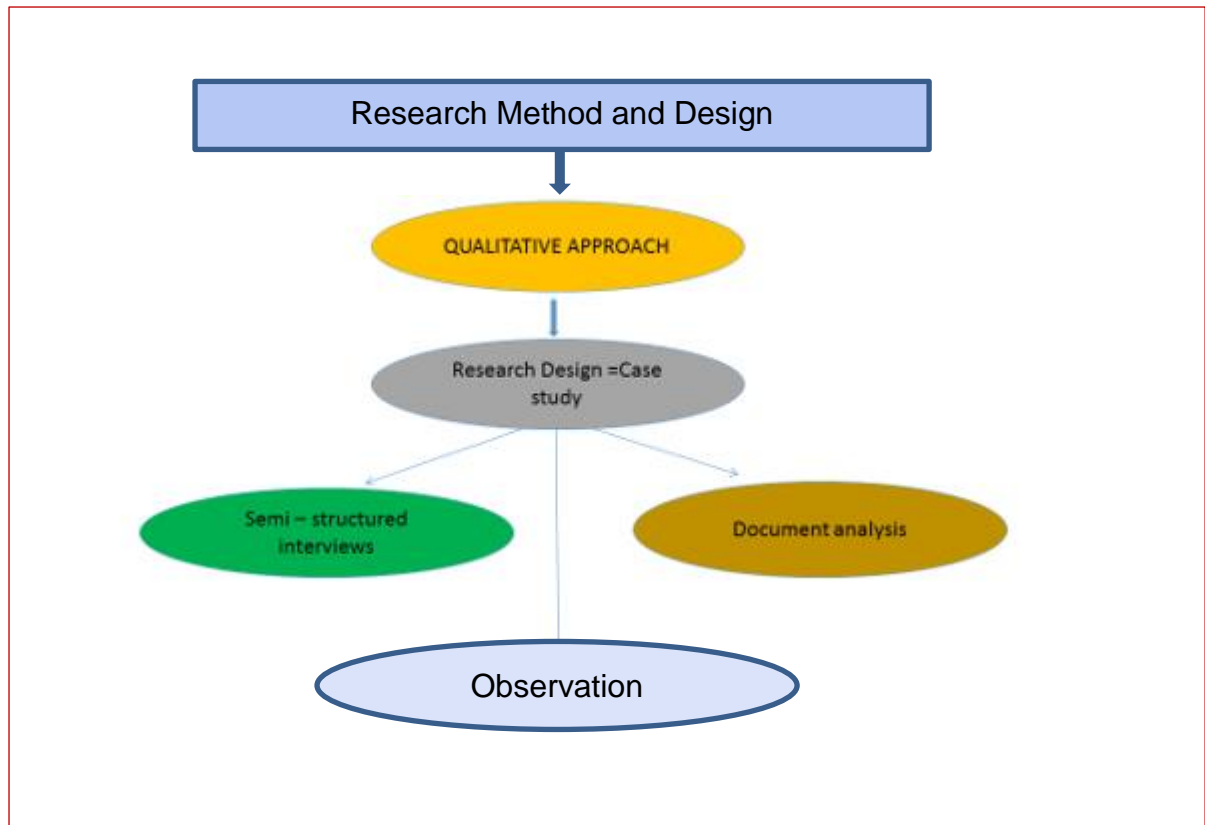 Research Method and Design
QUALITATIVE APPROACH
Research Design =Case
study
Semi – structured
interviews
Document analysis
Observation